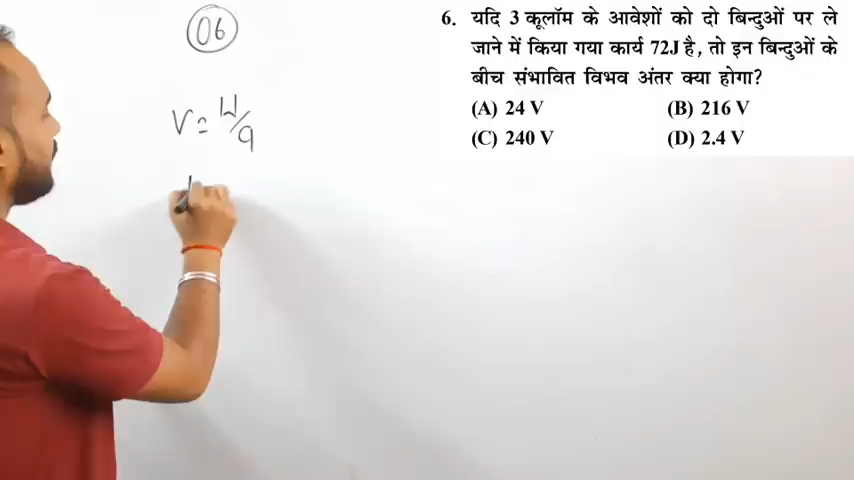 06
V = W/q
6. यदि 3 कूलॉम के आवेशों को दो बिन्दुओं पर ले
जाने में किया गया कार्य 72J है, तो इन बिन्दुओं के
बीच संभावित विभव अंतर क्या होगा?
(A) 24 V (B) 216 V
(C) 240 V (D) 2.4 V